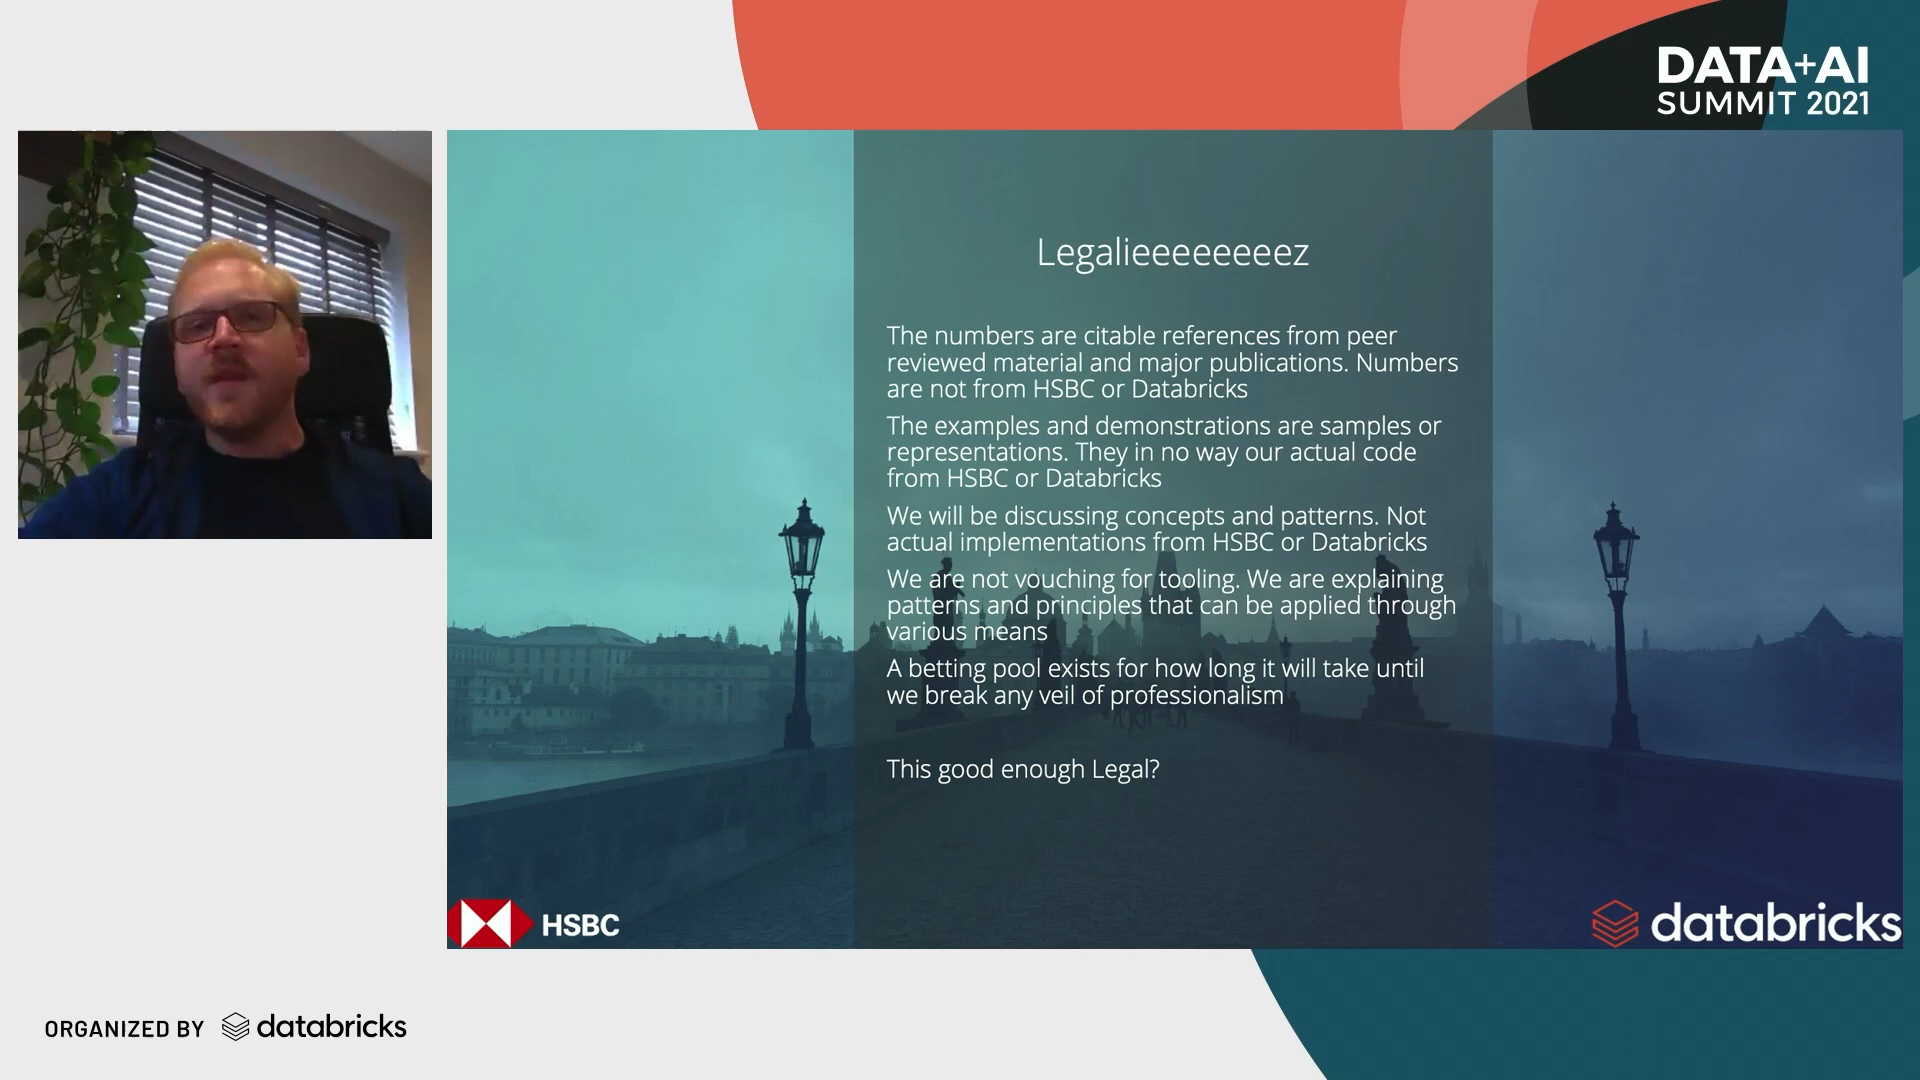 DATA+AI
SUMMIT 2021
Legalieeeeeeeez
The numbers are citable references from peer
reviewed material and major publications. Numbers
are not from HSBC or Databricks
The examples and demonstrations are samples or
representations. They in no way our actual code
from HSBC or Databricks
We will be discussing concepts and patterns. Not
actual implementations from HSBC or Databricks
We are not vouching for tooling. We are explaining
patterns and principles that can be applied through
various means
A betting pool exists for how long it will take until
we break any veil of professionalism
This good enough Legal?
HSBC
databricks
ORGANIZED BY databricks